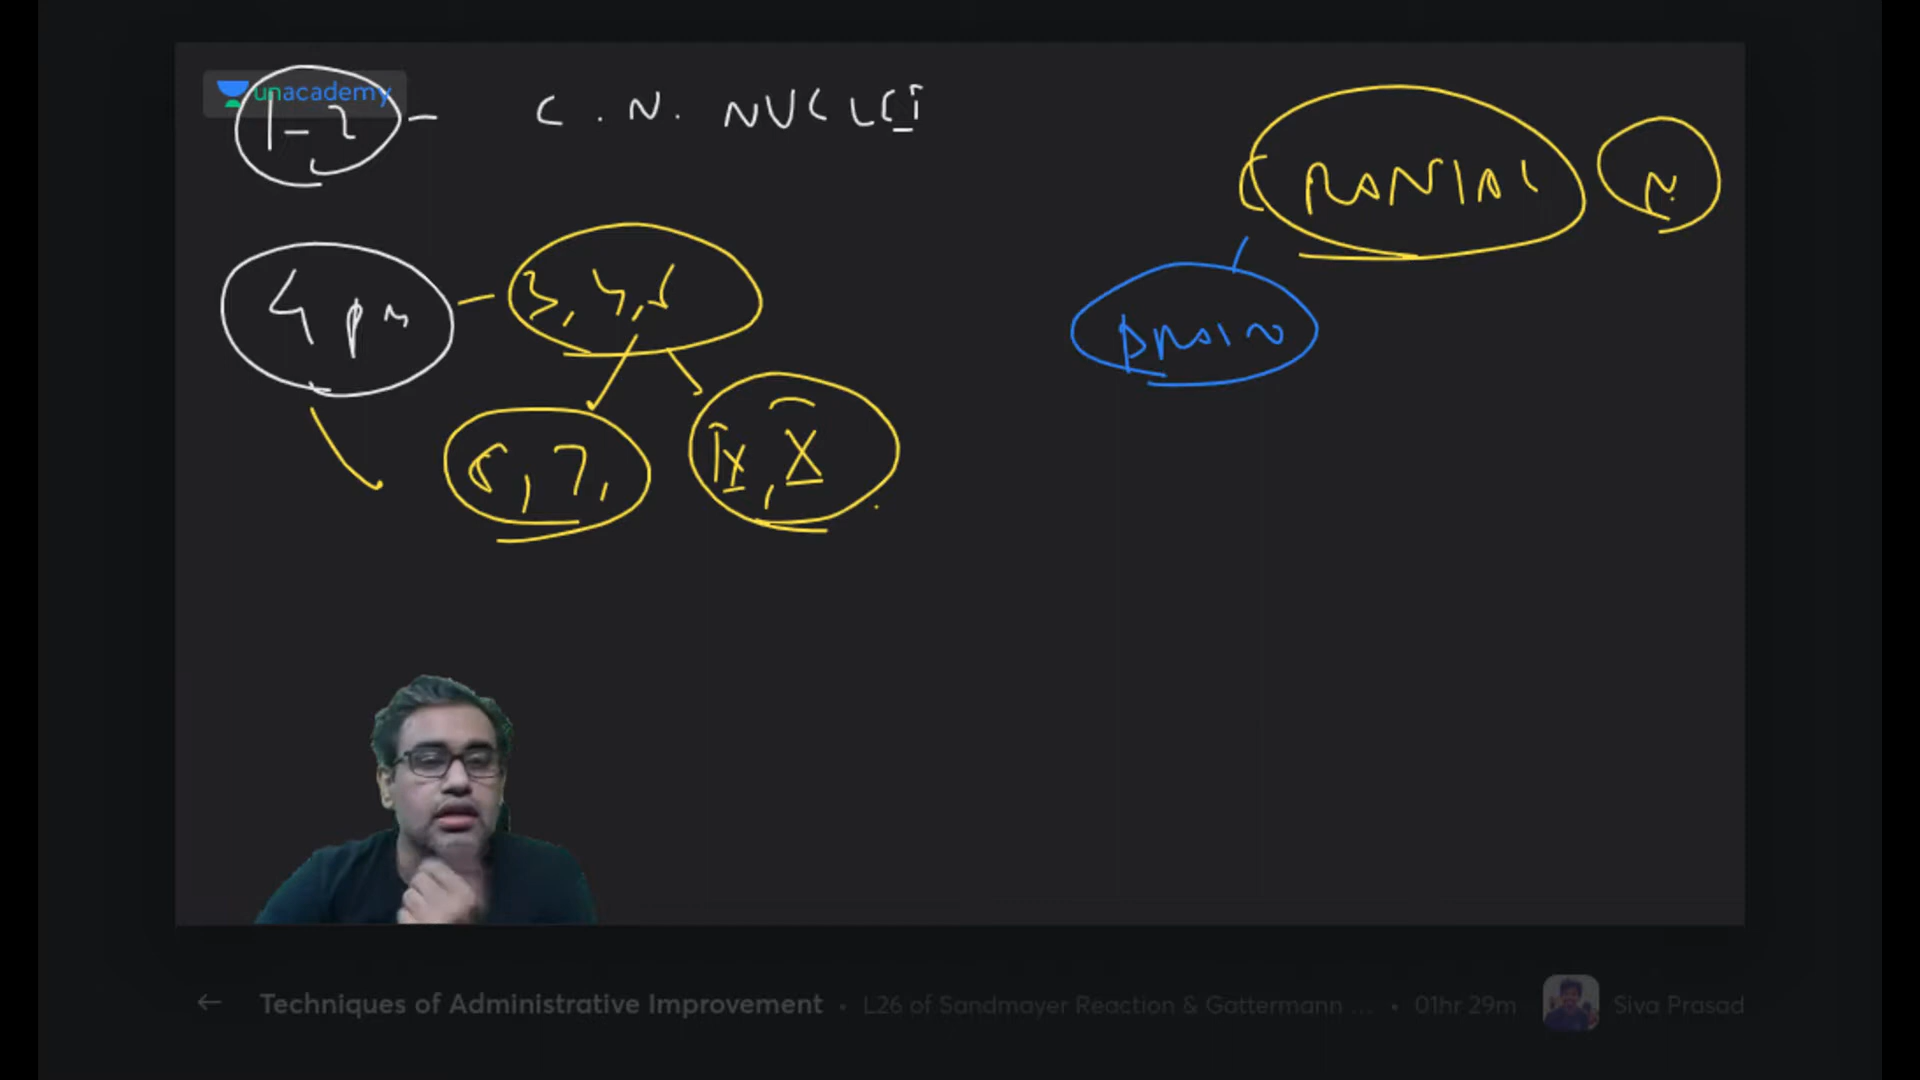 unacademy
1-2 - C. N. NUCLEI
CRANIAL N.
4 pm - 3, 4, 5
BRAIN
8, 7, IX, X
← Techniques of Administrative Improvement • L26 of Sandmayer Reaction & Gattermann ... • 01hr 29m Siva Prasad